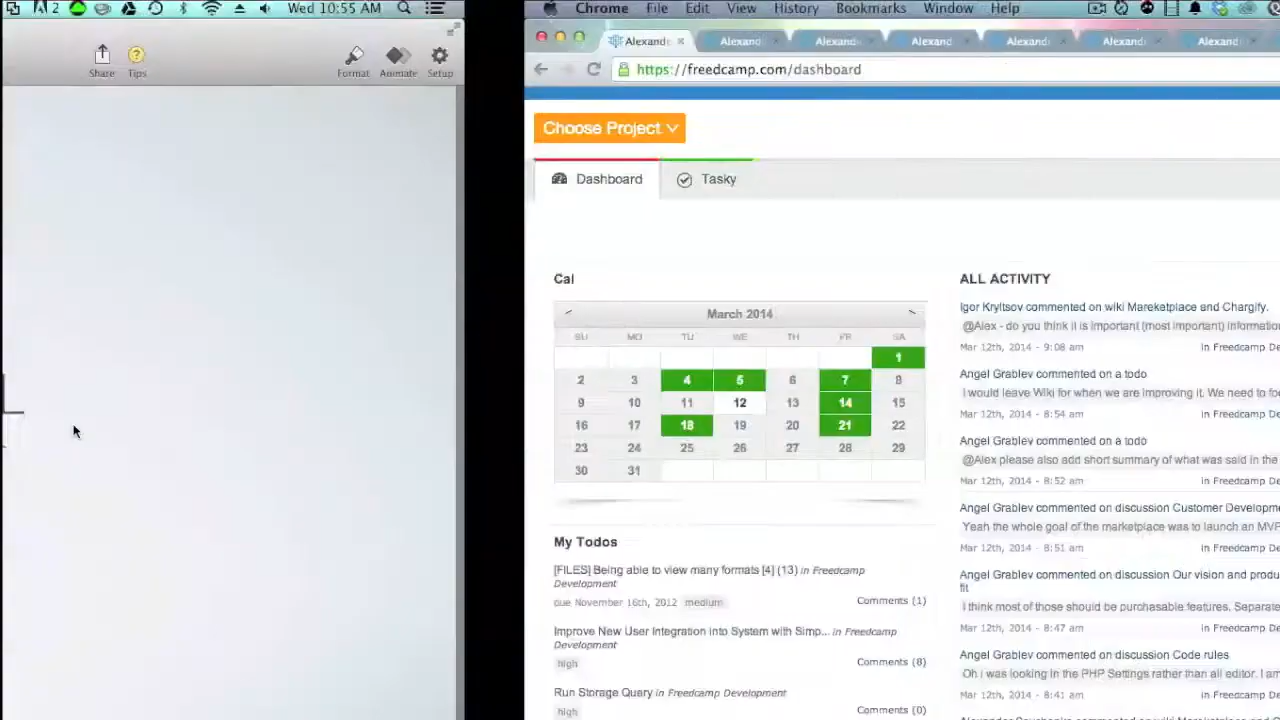 2 Wed 10:55 AM
Share Tips Format Animate Setup
Chrome File Edit View History Bookmarks Window Help
Alexand Alexand Alexand Alexand Alexand Alexand Alexand
https://freedcamp.com/dashboard
Choose Project
Dashboard Tasky
Cal
< March 2014 >
SU MO TU WE TH FR SA
1
2 3 4 5 6 7 8
9 10 11 12 13 14 15
16 17 18 19 20 21 22
23 24 25 26 27 28 29
30 31
My Todos
[FILES] Being able to view many formats [4] (13) in Freedcamp
Development
due November 16th, 2012 medium Comments (1)
Improve New User Integration into System with Simp... in Freedcamp
Development
high Comments (8)
Run Storage Query in Freedcamp Development
high Comments (0)
ALL ACTIVITY
Igor Kryltsov commented on wiki Mareketplace and Chargify.
@Alex - do you think it is important (most important) informatio
Mar 12th, 2014 - 9:08 am in Freedcamp De
Angel Grablev commented on a todo
I would leave Wiki for when we are improving it. We need to fo
Mar 12th, 2014 - 8:54 am in Freedcamp De
Angel Grablev commented on a todo
@Alex please also add short summary of what was said in the
Mar 12th, 2014 - 8:52 am in Freedcamp De
Angel Grablev commented on discussion Customer Developm
Yeah the whole goal of the marketplace was to launch an MVP
Mar 12th, 2014 - 8:51 am in Freedcamp De
Angel Grablev commented on discussion Our vision and produ
fit
I think most of those should be purchasable features. Separate
Mar 12th, 2014 - 8:47 am in Freedcamp De
Angel Grablev commented on discussion Code rules
Oh i was looking in the PHP Settings rather than all editor. I am
Mar 12th, 2014 - 8:41 am in Freedcamp De